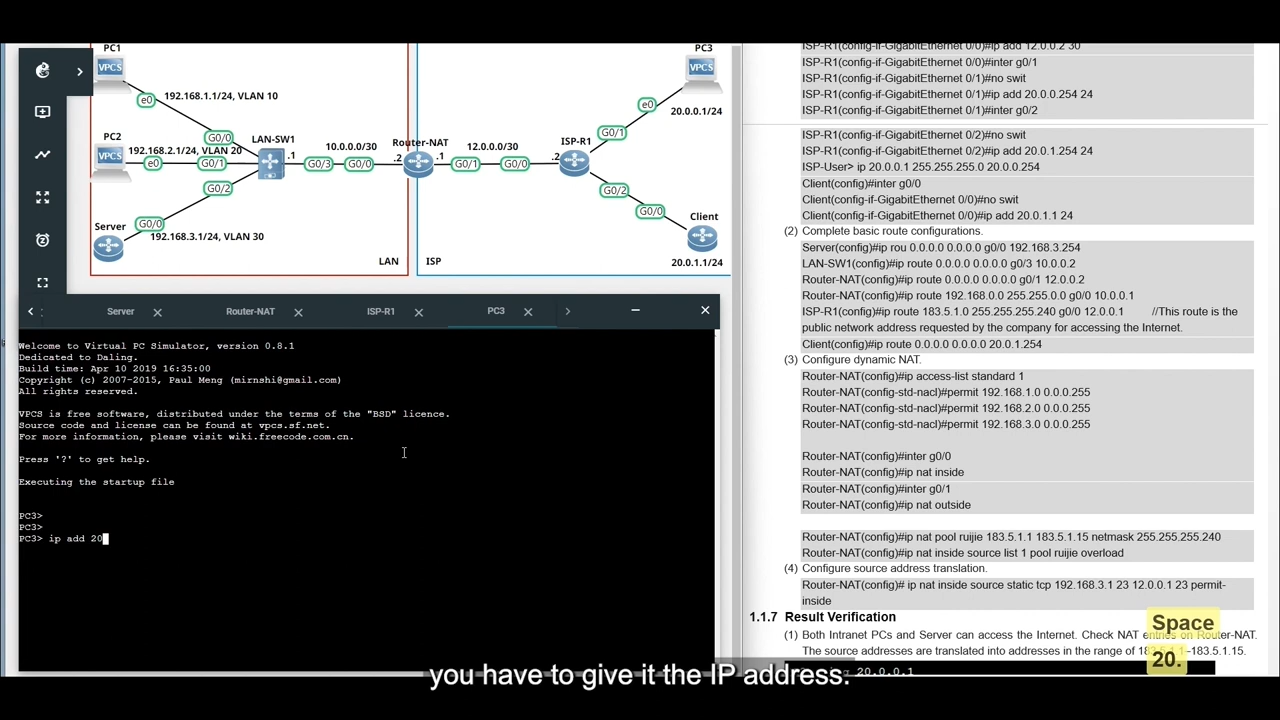 PC1
VPCS
e0
192.168.1.1/24, VLAN 10
G0/0
PC2
VPCS
192.168.2.1/24, VLAN 20
e0
G0/1
LAN-SW1
.1
10.0.0.0/30
G0/3
G0/0
Router-NAT
.2
.1
12.0.0.0/30
G0/1
G0/0
ISP-R1
.2
G0/2
Server
G0/0
192.168.3.1/24, VLAN 30
LAN
ISP
PC3
VPCS
e0
20.0.0.1/24
G0/1
G0/2
G0/0
Client
20.0.1.1/24
Server
Router-NAT
ISP-R1
PC3
Welcome to Virtual PC Simulator, version 0.8.1
Dedicated to Daling.
Build time: Apr 10 2019 16:35:00
Copyright (c) 2007-2015, Paul Meng (mirnshi@gmail.com)
All rights reserved.
VPCS is free software, distributed under the terms of the "BSD" licence.
Source code and license can be found at vpcs.sf.net.
For more information, please visit wiki.freecode.com.cn.
Press '?' to get help.
Executing the startup file
PC3>
PC3>
PC3> ip add 20
ISP-R1(config-if-GigabitEthernet 0/0)#ip add 12.0.0.2 30
ISP-R1(config-if-GigabitEthernet 0/0)#inter g0/1
ISP-R1(config-if-GigabitEthernet 0/1)#no swit
ISP-R1(config-if-GigabitEthernet 0/1)#ip add 20.0.0.254 24
ISP-R1(config-if-GigabitEthernet 0/1)#inter g0/2
ISP-R1(config-if-GigabitEthernet 0/2)#no swit
ISP-R1(config-if-GigabitEthernet 0/2)#ip add 20.0.1.254 24
ISP-User> ip 20.0.0.1 255.255.255.0 20.0.0.254
Client(config)#inter g0/0
Client(config-if-GigabitEthernet 0/0)#no swit
Client(config-if-GigabitEthernet 0/0)#ip add 20.0.1.1 24
(2) Complete basic route configurations.
Server(config)#ip rou 0.0.0.0 0.0.0.0 g0/0 192.168.3.254
LAN-SW1(config)#ip route 0.0.0.0 0.0.0.0 g0/3 10.0.0.2
Router-NAT(config)#ip route 0.0.0.0 0.0.0.0 g0/1 12.0.0.2
Router-NAT(config)#ip route 192.168.0.0 255.255.0.0 g0/0 10.0.0.1
ISP-R1(config)#ip route 183.5.1.0 255.255.255.240 g0/0 12.0.0.1 //This route is the
public network address requested by the company for accessing the Internet.
Client(config)#ip route 0.0.0.0 0.0.0.0 20.0.1.254
(3) Configure dynamic NAT.
Router-NAT(config)#ip access-list standard 1
Router-NAT(config-std-nacl)#permit 192.168.1.0 0.0.0.255
Router-NAT(config-std-nacl)#permit 192.168.2.0 0.0.0.255
Router-NAT(config-std-nacl)#permit 192.168.3.0 0.0.0.255
Router-NAT(config)#inter g0/0
Router-NAT(config)#ip nat inside
Router-NAT(config)#inter g0/1
Router-NAT(config)#ip nat outside
Router-NAT(config)#ip nat pool ruijie 183.5.1.1 183.5.1.15 netmask 255.255.255.240
Router-NAT(config)#ip nat inside source list 1 pool ruijie overload
(4) Configure source address translation.
Router-NAT(config)# ip nat inside source static tcp 192.168.3.1 23 12.0.0.1 23 permit-
inside
1.1.7 Result Verification
(1) Both Intranet PCs and Server can access the Internet. Check NAT entries on Router-NAT.
The source addresses are translated into addresses in the range of 183.5.1.1–183.5.1.15.
20.0.0.1
Space
20.
you have to give it the IP address.